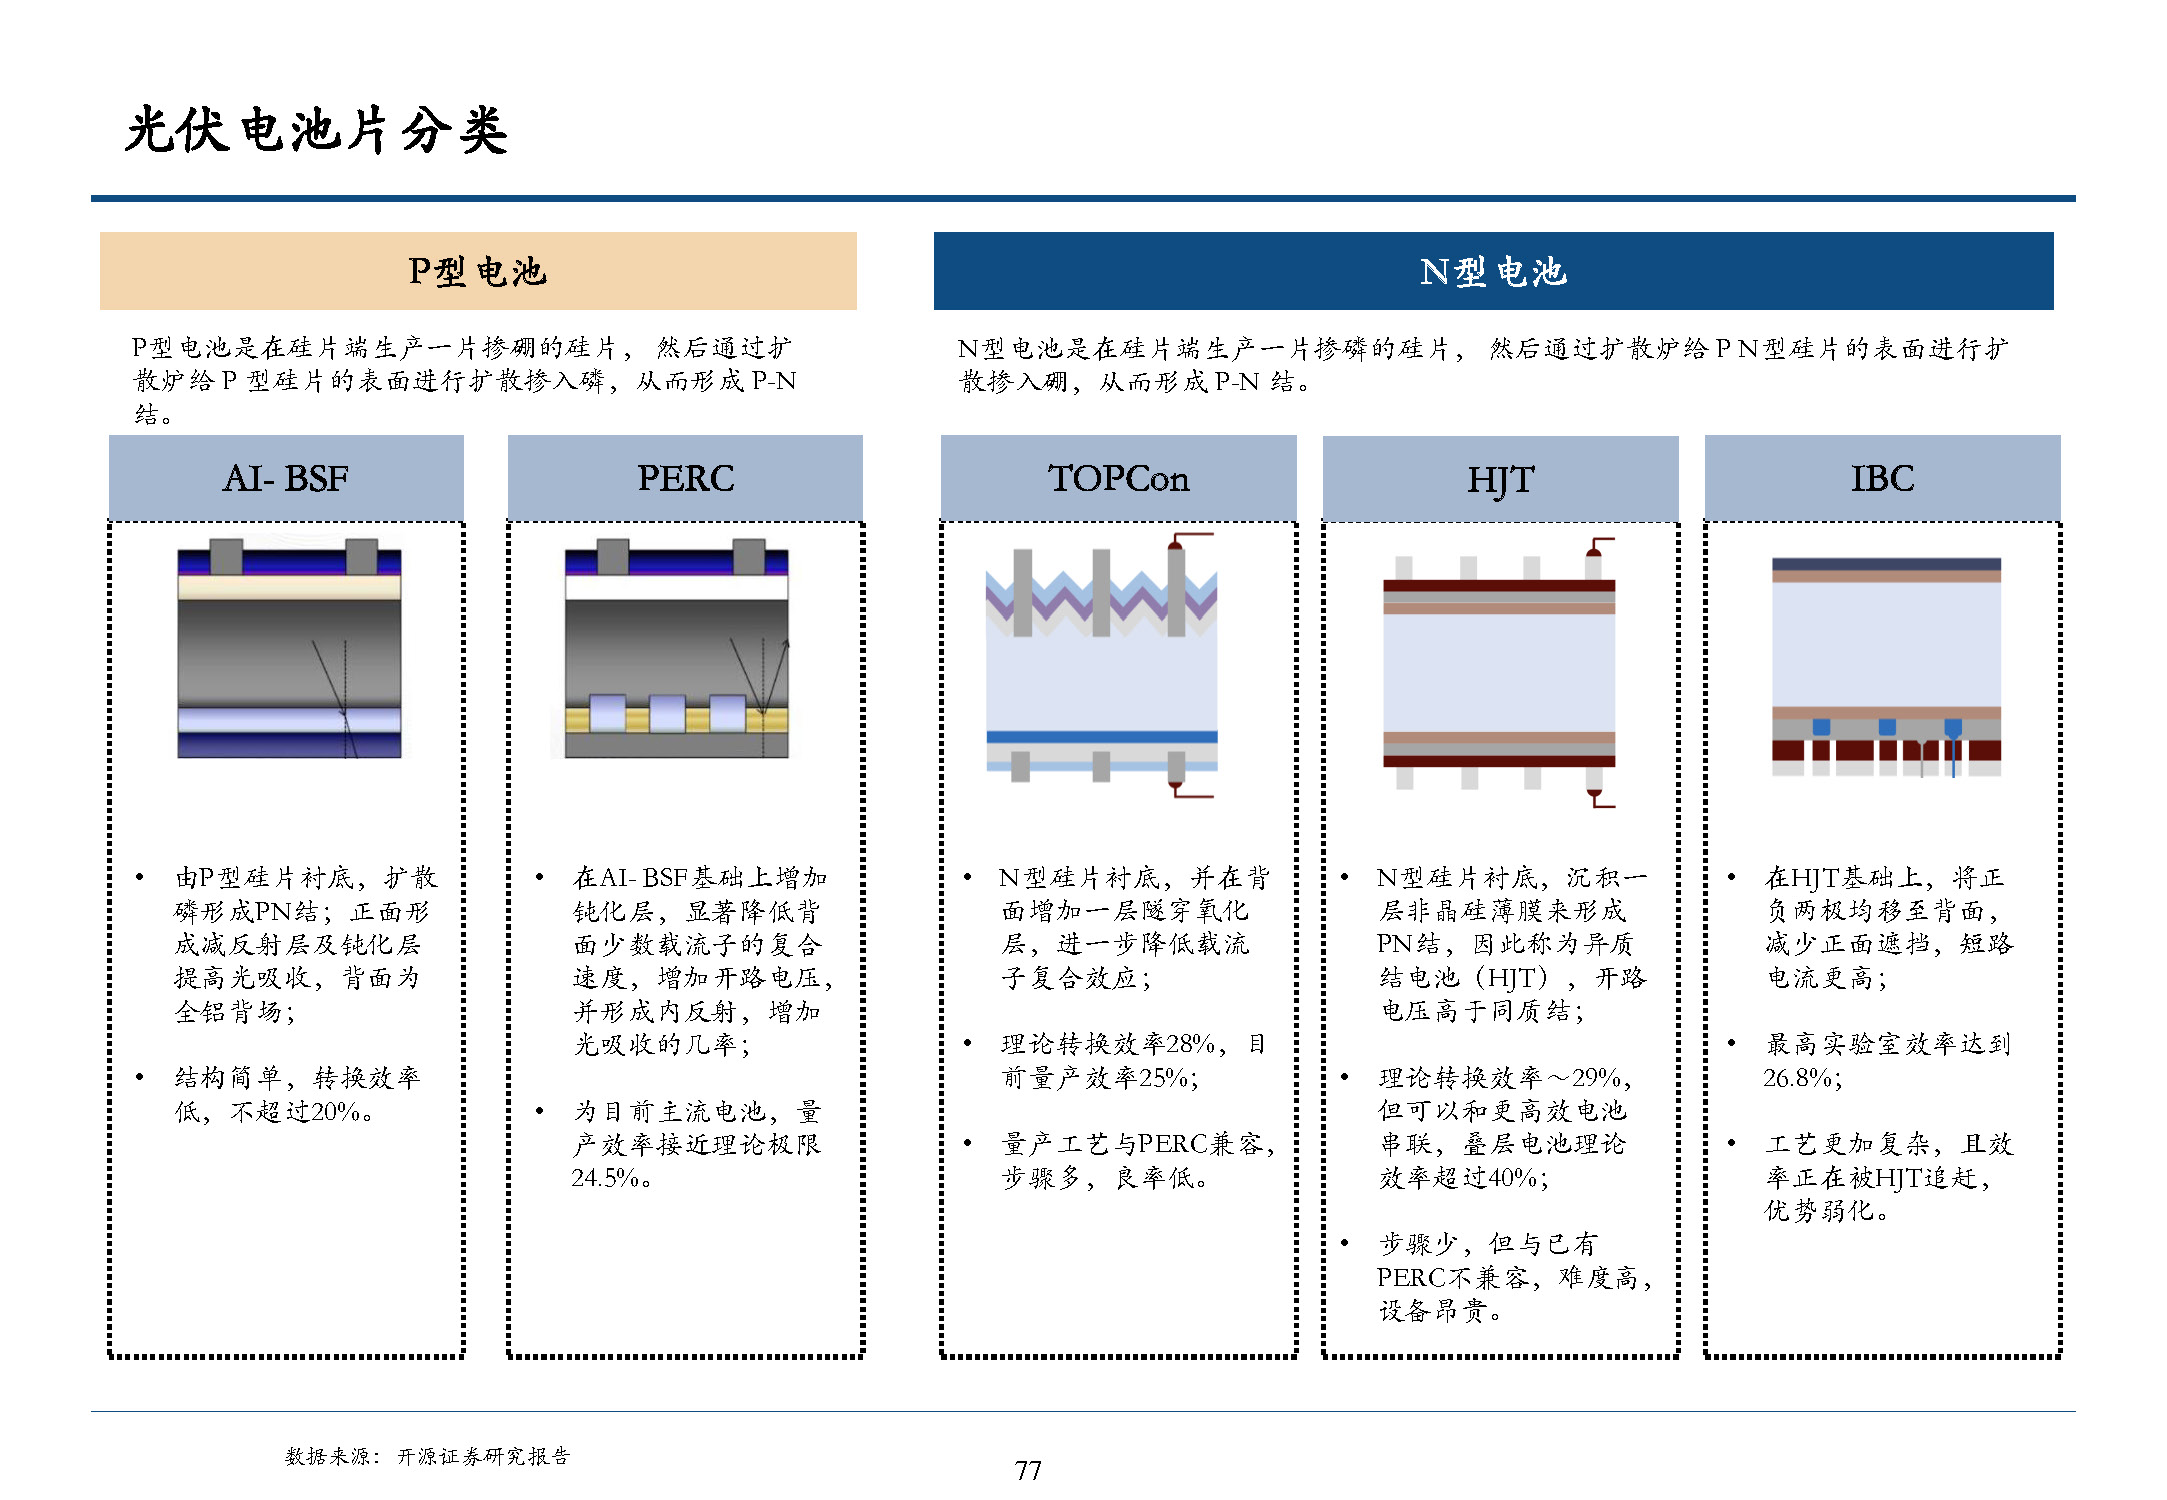 光伏电池片分类
P型电池
P型电池是在硅片端生产一片掺硼的硅片， 然后通过扩
散炉给 P 型硅片的表面进行扩散掺入磷，从而形成 P-N
结。
N型电池
N型电池是在硅片端生产一片掺磷的硅片， 然后通过扩散炉给 P N型硅片的表面进行扩
散掺入硼，从而形成 P-N 结。
AI- BSF
• 由P型硅片衬底，扩散
磷形成PN结；正面形
成减反射层及钝化层
提高光吸收，背面为
全铝背场；
• 结构简单，转换效率
低，不超过20%。
PERC
• 在AI- BSF基础上增加
钝化层，显著降低背
面少数载流子的复合
速度，增加开路电压，
并形成内反射，增加
光吸收的几率；
• 为目前主流电池，量
产效率接近理论极限
24.5%。
TOPCon
• N型硅片衬底，并在背
面增加一层隧穿氧化
层，进一步降低载流
子复合效应；
• 理论转换效率28%，目
前量产效率25%；
• 量产工艺与PERC兼容，
步骤多，良率低。
HJT
• N型硅片衬底，沉积一
层非晶硅薄膜来形成
PN结，因此称为异质
结电池（HJT），开路
电压高于同质结；
• 理论转换效率～29%，
但可以和更高效电池
串联，叠层电池理论
效率超过40%；
• 步骤少，但与已有
PERC不兼容，难度高，
设备昂贵。
IBC
• 在HJT基础上，将正
负两极均移至背面，
减少正面遮挡，短路
电流更高；
• 最高实验室效率达到
26.8%；
• 工艺更加复杂，且效
率正在被HJT追赶，
优势弱化。
数据来源：开源证券研究报告
77